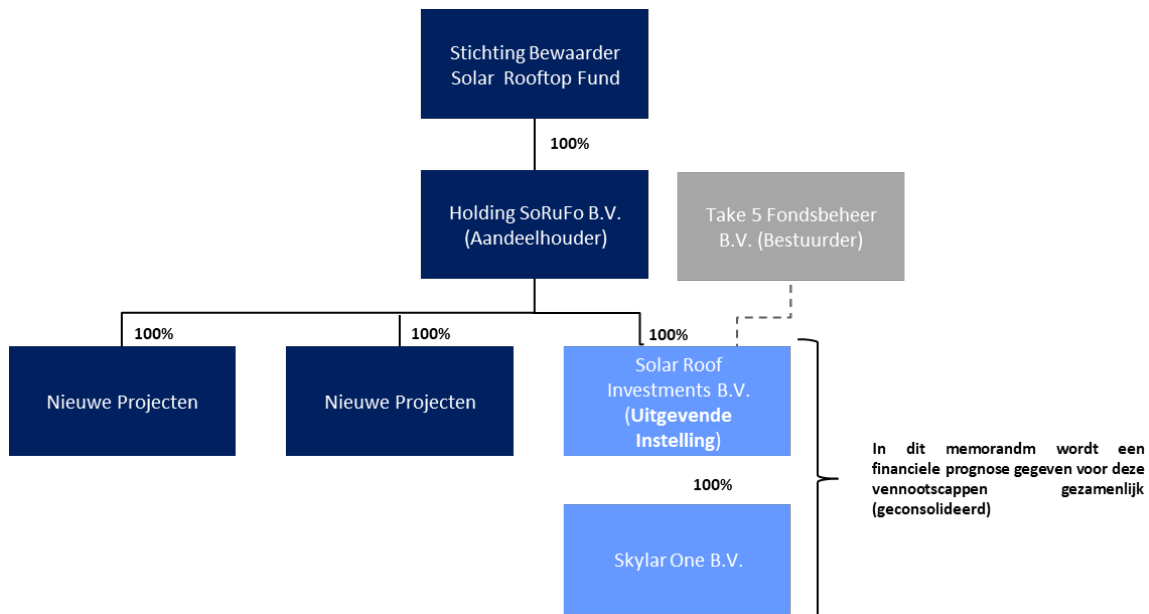 Stichting Bewaarder
Solar Rooftop Fund
100%
Holding SoRuFo B.V.
(Aandeelhouder)
Take 5 Fondsbeheer
B.V. (Bestuurder)
100%
100%
100%
Nieuwe Projecten
Nieuwe Projecten
Solar Roof
Investments B.V.
(Uitgevende
Instelling)
In dit memorandm wordt een
financiele prognose gegeven voor deze
vennootscappen gezamenlijk
(geconsolideerd)
100%
Skylar One B.V.